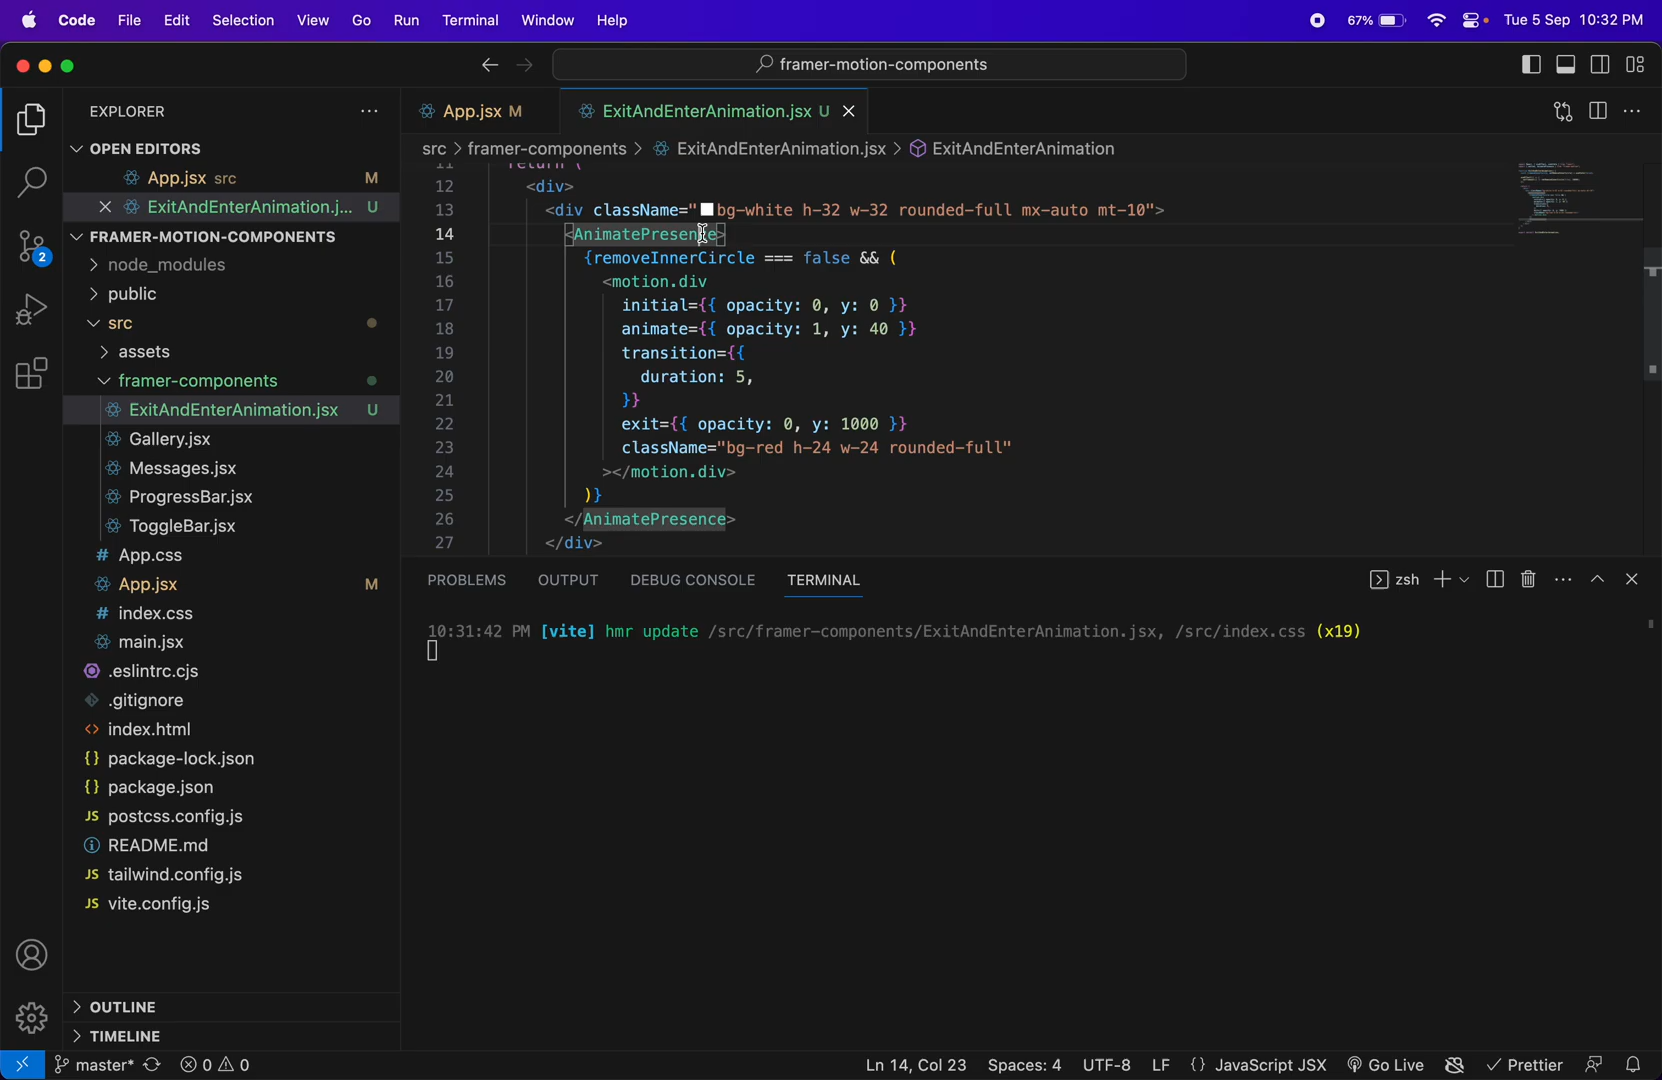 Code File Edit Selection View Go Run Terminal Window Help 67% Tue 5 Sep 10:32 PM
framer-motion-components
EXPLORER
OPEN EDITORS
App.jsx src M
ExitAndEnterAnimation.j... U
FRAMER-MOTION-COMPONENTS
node_modules
public
src
assets
framer-components
ExitAndEnterAnimation.jsx U
Gallery.jsx
Messages.jsx
ProgressBar.jsx
ToggleBar.jsx
App.css
App.jsx M
index.css
main.jsx
.eslintrc.cjs
.gitignore
index.html
package-lock.json
package.json
postcss.config.js
README.md
tailwind.config.js
vite.config.js
OUTLINE
TIMELINE
2
App.jsx M ExitAndEnterAnimation.jsx U
src > framer-components > ExitAndEnterAnimation.jsx > ExitAndEnterAnimation
11 return (
12 <div>
13 <div className="bg-white h-32 w-32 rounded-full mx-auto mt-10">
14 <AnimatePresence>
15 {removeInnerCircle === false && (
16 <motion.div
17 initial={{ opacity: 0, y: 0 }}
18 animate={{ opacity: 1, y: 40 }}
19 transition={{
20 duration: 5,
21 }}
22 exit={{ opacity: 0, y: 1000 }}
23 className="bg-red h-24 w-24 rounded-full"
24 ></motion.div>
25 )}
26 </AnimatePresence>
27 </div>
PROBLEMS OUTPUT DEBUG CONSOLE TERMINAL zsh
10:31:42 PM [vite] hmr update /src/framer-components/ExitAndEnterAnimation.jsx, /src/index.css (x19)
master* 0 0 Ln 14, Col 23 Spaces: 4 UTF-8 LF {} JavaScript JSX Go Live Prettier